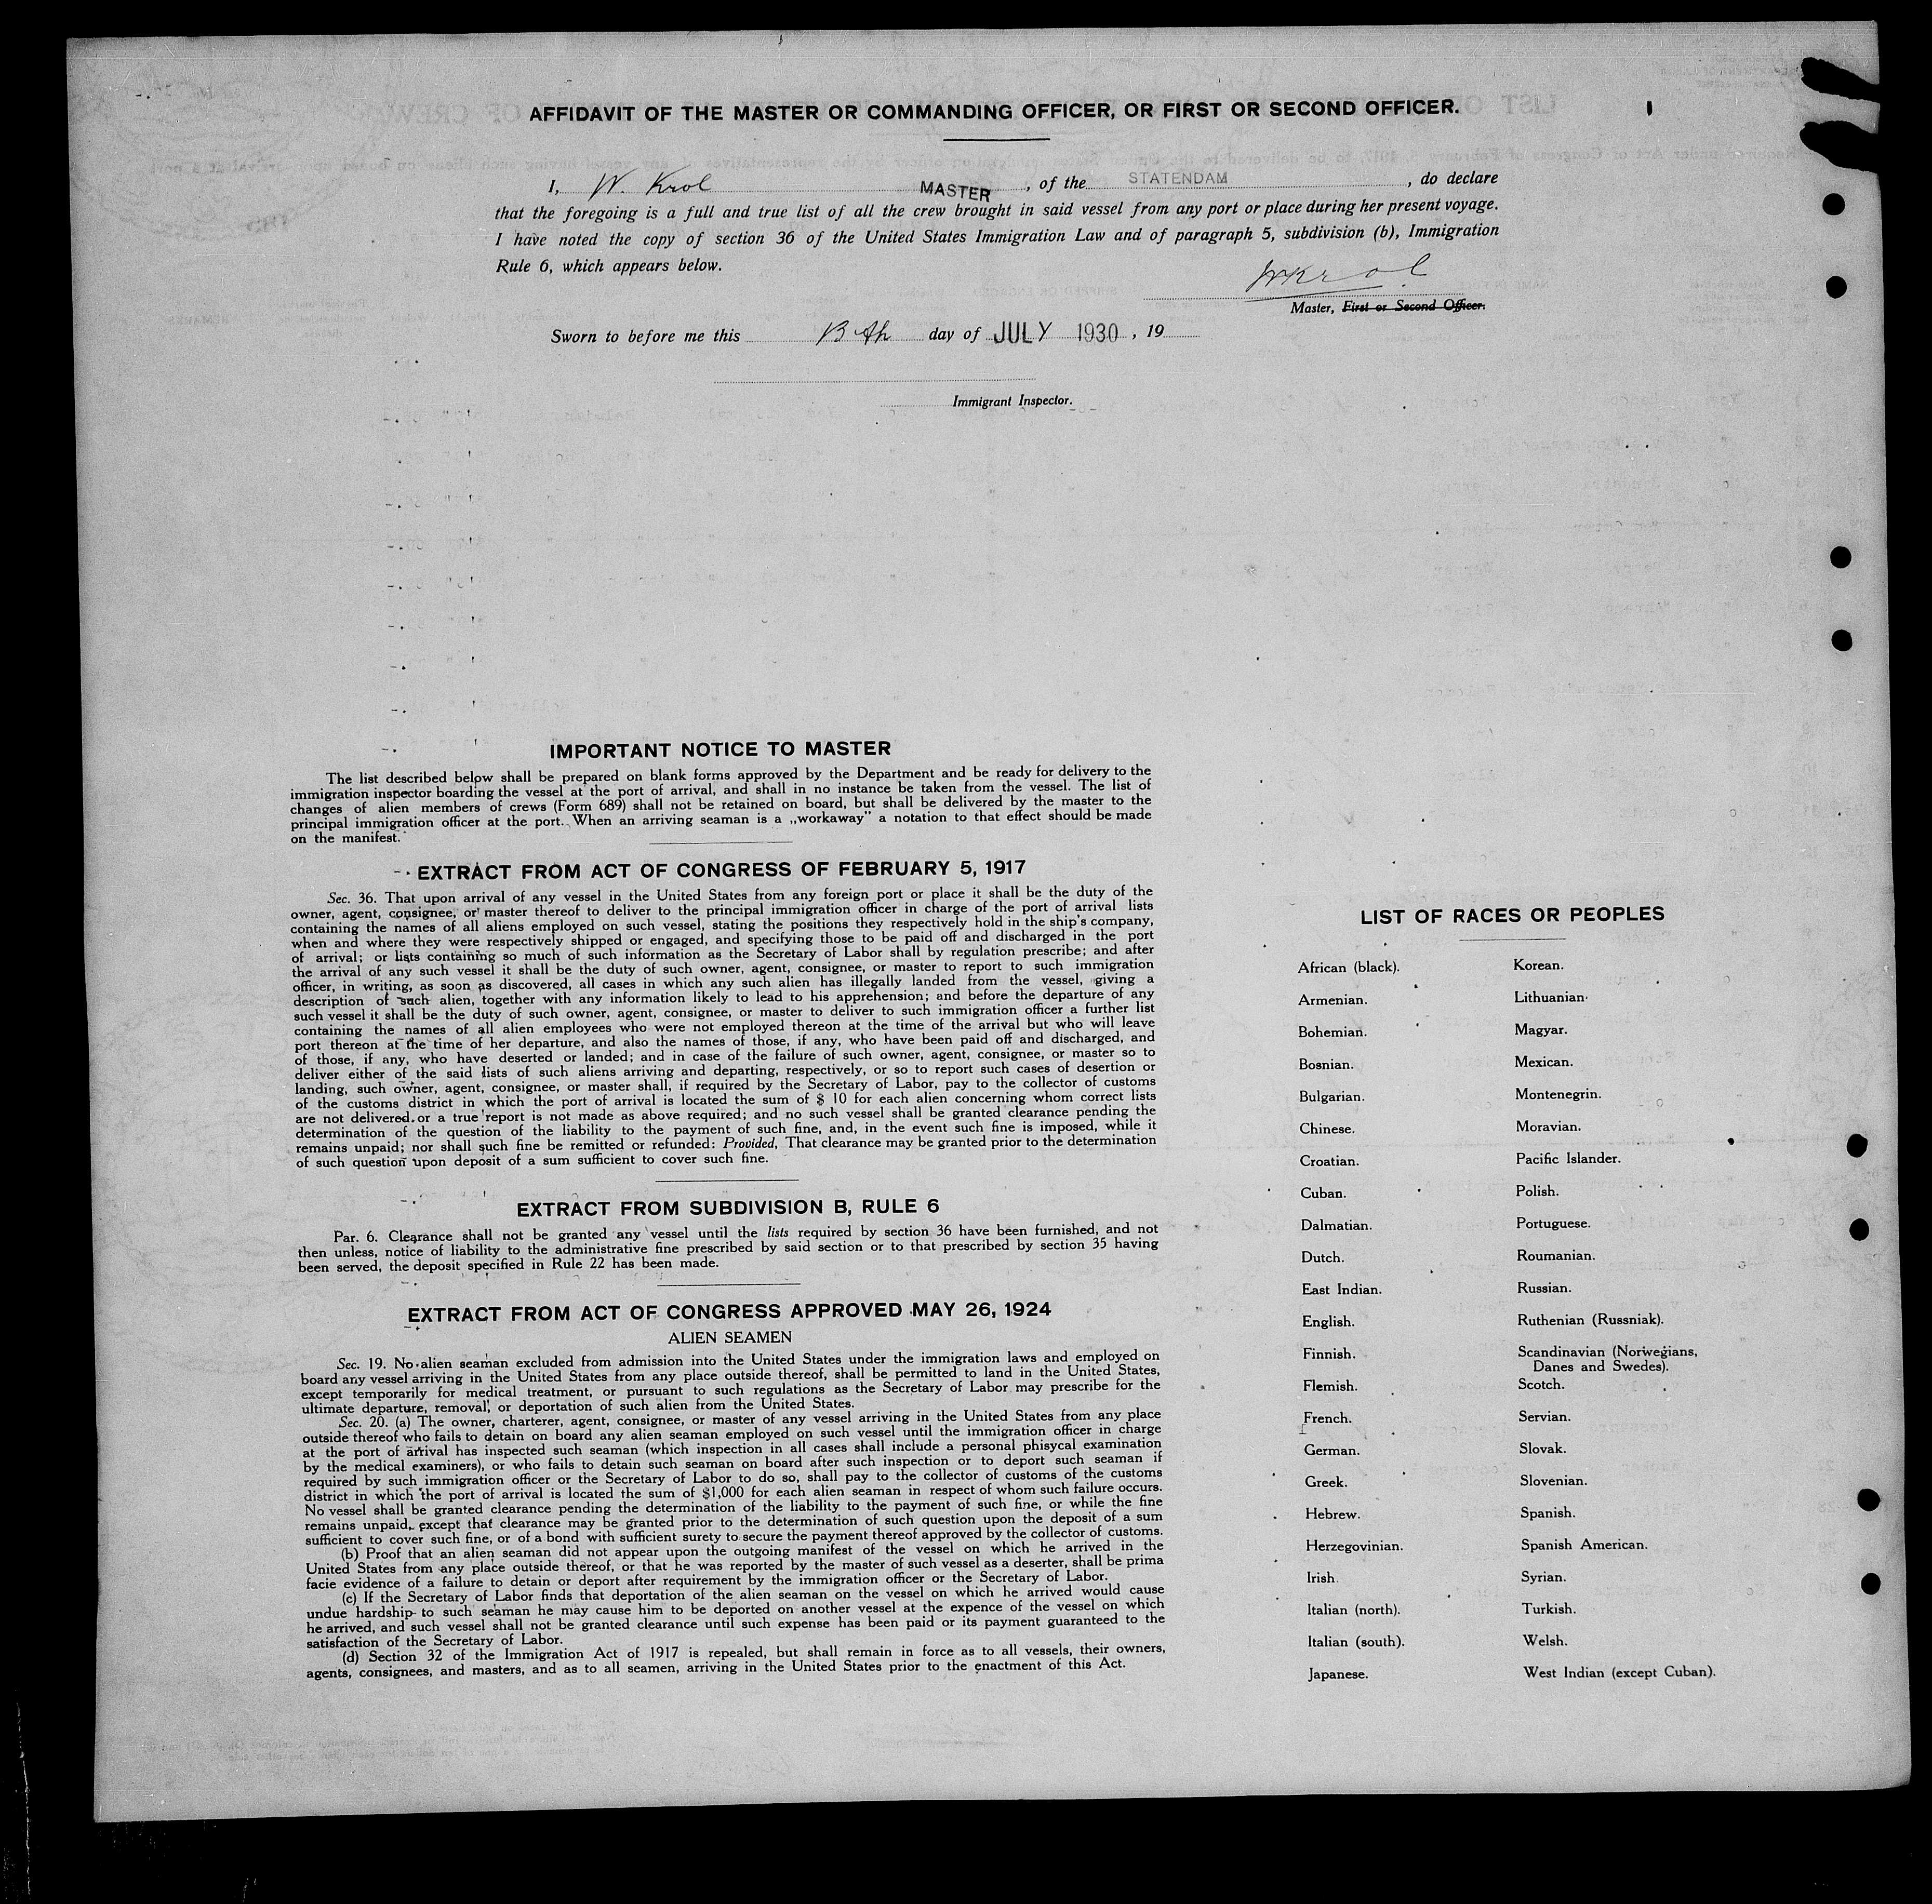 AFFIDAVIT OF THE MASTER OR COMMANDING OFFICER, OR FIRST OR SECOND OFFICER.
I, W. Krol MASTER, of the STATENDAM, do declare
that the foregoing is a full and true list of all the crew brought in said vessel from any port or place during her present voyage.
I have noted the copy of section 36 of the United States Immigration Law and of paragraph 5, subdivision (b), Immigration
Rule 6, which appears below.
WKrol
Master, First or Second Officer.
Sworn to before me this day of JULY 1930, 19
Immigrant Inspector.
IMPORTANT NOTICE TO MASTER
The list described below shall be prepared on blank forms approved by the Department and be ready for delivery to the
immigration inspector boarding the vessel at the port of arrival, and shall in no instance be taken from the vessel. The list of
changes of alien members of crews (Form 689) shall not be retained on board, but shall be delivered by the master to the
principal immigration officer at the port. When an arriving seaman is a „workaway" a notation to that effect should be made
on the manifest.
EXTRACT FROM ACT OF CONGRESS OF FEBRUARY 5, 1917
Sec. 36. That upon arrival of any vessel in the United States from any foreign port or place it shall be the duty of the
owner, agent, consignee, or master thereof to deliver to the principal immigration officer in charge of the port of arrival lists
containing the names of all aliens employed on such vessel, stating the positions they respectively hold in the ship's company,
when and where they were respectively shipped or engaged, and specifying those to be paid off and discharged in the port
of arrival; or lists containing so much of such information as the Secretary of Labor shall by regulation prescribe; and after
the arrival of any such vessel it shall be the duty of such owner, agent, consignee, or master to report to such immigration
officer, in writing, as soon as discovered, all cases in which any such alien has illegally landed from the vessel, giving a
description of such alien, together with any information likely to lead to his apprehension; and before the departure of any
such vessel it shall be the duty of such owner, agent, consignee, or master to deliver to such immigration officer a further list
containing the names of all alien employees who were not employed thereon at the time of the arrival but who will leave
port thereon at the time of her departure, and also the names of those, if any, who have been paid off and discharged, and
of those, if any, who have deserted or landed; and in case of the failure of such owner, agent, consignee, or master so to
deliver either of the said lists of such aliens arriving and departing, respectively, or so to report such cases of desertion or
landing, such owner, agent, consignee, or master shall, if required by the Secretary of Labor, pay to the collector of customs
of the customs district in which the port of arrival is located the sum of $ 10 for each alien concerning whom correct lists
are not delivered or a true report is not made as above required; and no such vessel shall be granted clearance pending the
determination of the question of the liability to the payment of such fine, and, in the event such fine is imposed, while it
remains unpaid; nor shall such fine be remitted or refunded: Provided, That clearance may be granted prior to the determination
of such question upon deposit of a sum sufficient to cover such fine.
EXTRACT FROM SUBDIVISION B, RULE 6
Par. 6. Clearance shall not be granted any vessel until the lists required by section 36 have been furnished, and not
then unless, notice of liability to the administrative fine prescribed by said section or to that prescribed by section 35 having
been served, the deposit specified in Rule 22 has been made.
EXTRACT FROM ACT OF CONGRESS APPROVED MAY 26, 1924
ALIEN SEAMEN
Sec. 19. No alien seaman excluded from admission into the United States under the immigration laws and employed on
board any vessel arriving in the United States from any place outside thereof, shall be permitted to land in the United States,
except temporarily for medical treatment, or pursuant to such regulations as the Secretary of Labor may prescribe for the
ultimate departure, removal, or deportation of such alien from the United States.
Sec. 20. (a) The owner, charterer, agent, consignee, or master of any vessel arriving in the United States from any place
outside thereof who fails to detain on board any alien seaman employed on such vessel until the immigration officer in charge
at the port of arrival has inspected such seaman (which inspection in all cases shall include a personal phisycal examination
by the medical examiners), or who fails to detain such seaman on board after such inspection or to deport such seaman if
required by such immigration officer or the Secretary of Labor to do so, shall pay to the collector of customs of the customs
district in which the port of arrival is located the sum of $1,000 for each alien seaman in respect of whom such failure occurs.
No vessel shall be granted clearance pending the determination of the liability to the payment of such fine, or while the fine
remains unpaid, except that clearance may be granted prior to the determination of such question upon the deposit of a sum
sufficient to cover such fine, or of a bond with sufficient surety to secure the payment thereof approved by the collector of customs.
(b) Proof that an alien seaman did not appear upon the outgoing manifest of the vessel on which he arrived in the
United States from any place outside thereof, or that he was reported by the master of such vessel as a deserter, shall be prima
facie evidence of a failure to detain or deport after requirement by the immigration officer or the Secretary of Labor.
(c) If the Secretary of Labor finds that deportation of the alien seaman on the vessel on which he arrived would cause
undue hardship to such seaman he may cause him to be deported on another vessel at the expence of the vessel on which
he arrived, and such vessel shall not be granted clearance until such expense has been paid or its payment guaranteed to the
satisfaction of the Secretary of Labor.
(d) Section 32 of the Immigration Act of 1917 is repealed, but shall remain in force as to all vessels, their owners,
agents, consignees, and masters, and as to all seamen, arriving in the United States prior to the enactment of this Act.
LIST OF RACES OR PEOPLES
African (black).
Armenian.
Bohemian.
Bosnian.
Bulgarian.
Chinese.
Croatian.
Cuban.
Dalmatian.
Dutch.
East Indian.
English.
Finnish.
Flemish.
French.
German.
Greek.
Hebrew.
Herzegovinian.
Irish
Italian (north).
Italian (south).
Japanese.
Korean.
Lithuanian.
Magyar.
Mexican.
Montenegrin.
Moravian.
Pacific Islander.
Polish.
Portuguese.
Roumanian.
Russian.
Ruthenian (Russniak).
Scandinavian (Norwegians,
Danes and Swedes).
Scotch.
Servian.
Slovak.
Slovenian.
Spanish.
Spanish American.
Syrian.
Turkish.
Welsh.
West Indian (except Cuban).